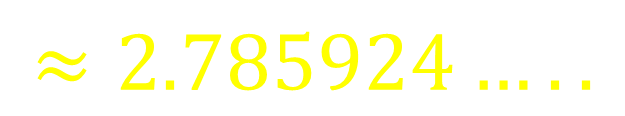 ≈ 2.785924 ... . .